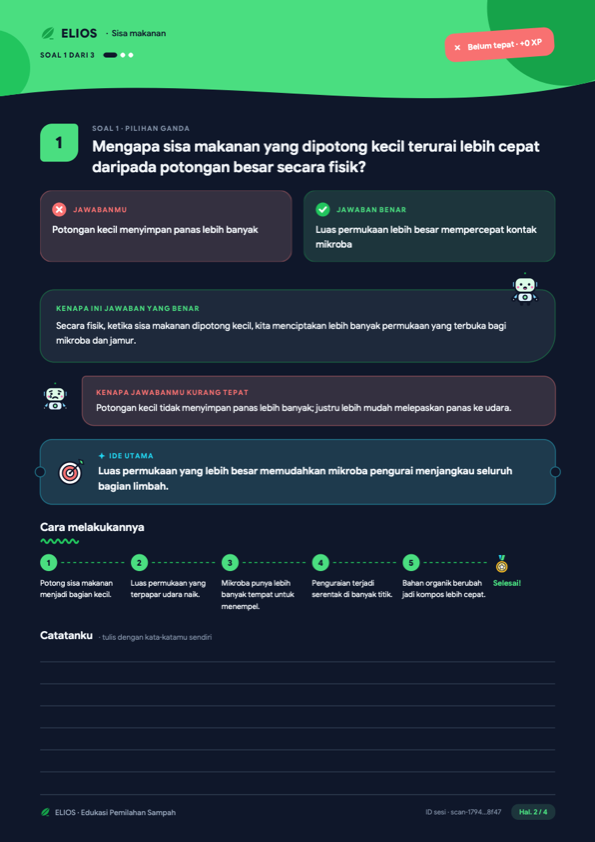 ELIOS · Sisa makanan
SOAL 1 DARI 3
× Belum tepat · +0 XP
1
SOAL 1 · PILIHAN GANDA
Mengapa sisa makanan yang dipotong kecil terurai lebih cepat
daripada potongan besar secara fisik?
JAWABANMU
Potongan kecil menyimpan panas lebih banyak
JAWABAN BENAR
Luas permukaan lebih besar mempercepat kontak
mikroba
KENAPA INI JAWABAN YANG BENAR
Secara fisik, ketika sisa makanan dipotong kecil, kita menciptakan lebih banyak permukaan yang terbuka bagi
mikroba dan jamur.
KENAPA JAWABANMU KURANG TEPAT
Potongan kecil tidak menyimpan panas lebih banyak; justru lebih mudah melepaskan panas ke udara.
IDE UTAMA
Luas permukaan yang lebih besar memudahkan mikroba pengurai menjangkau seluruh
bagian limbah.
Cara melakukannya
1
Potong sisa makanan
menjadi bagian kecil.
2
Luas permukaan yang
terpapar udara naik.
3
Mikroba punya lebih
banyak tempat untuk
menempel.
4
Penguraian terjadi
serentak di banyak titik.
5
Bahan organik berubah
jadi kompos lebih cepat.
Selesai!
Catatanku · tulis dengan kata-katamu sendiri
ELIOS · Edukasi Pemilahan Sampah
ID sesi · scan-1794...8f47
Hal. 2 / 4